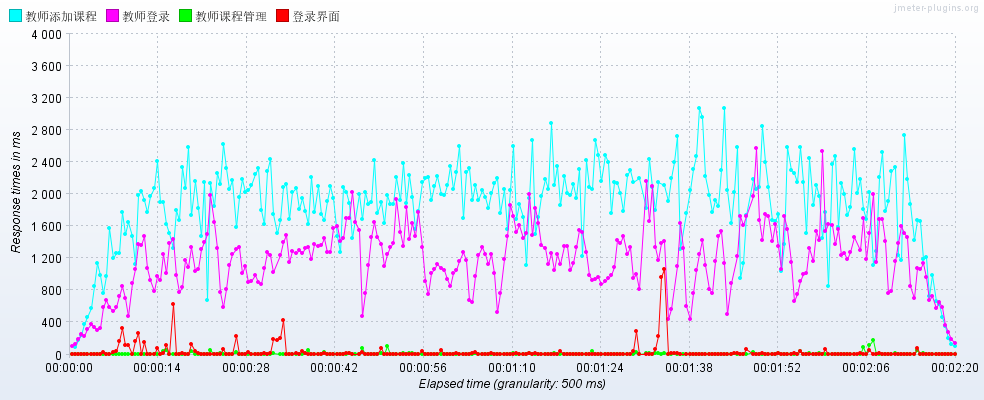 jmeter-plugins.org
教师添加课程 教师登录 教师课程管理 登录界面
4 000
3 600
3 200
2 800
2 400
2 000
1 600
1 200
800
400
0
Response times in ms
00:00:00 00:00:14 00:00:28 00:00:42 00:00:56 00:01:10 00:01:24 00:01:38 00:01:52 00:02:06 00:02:20
Elapsed time (granularity: 500 ms)